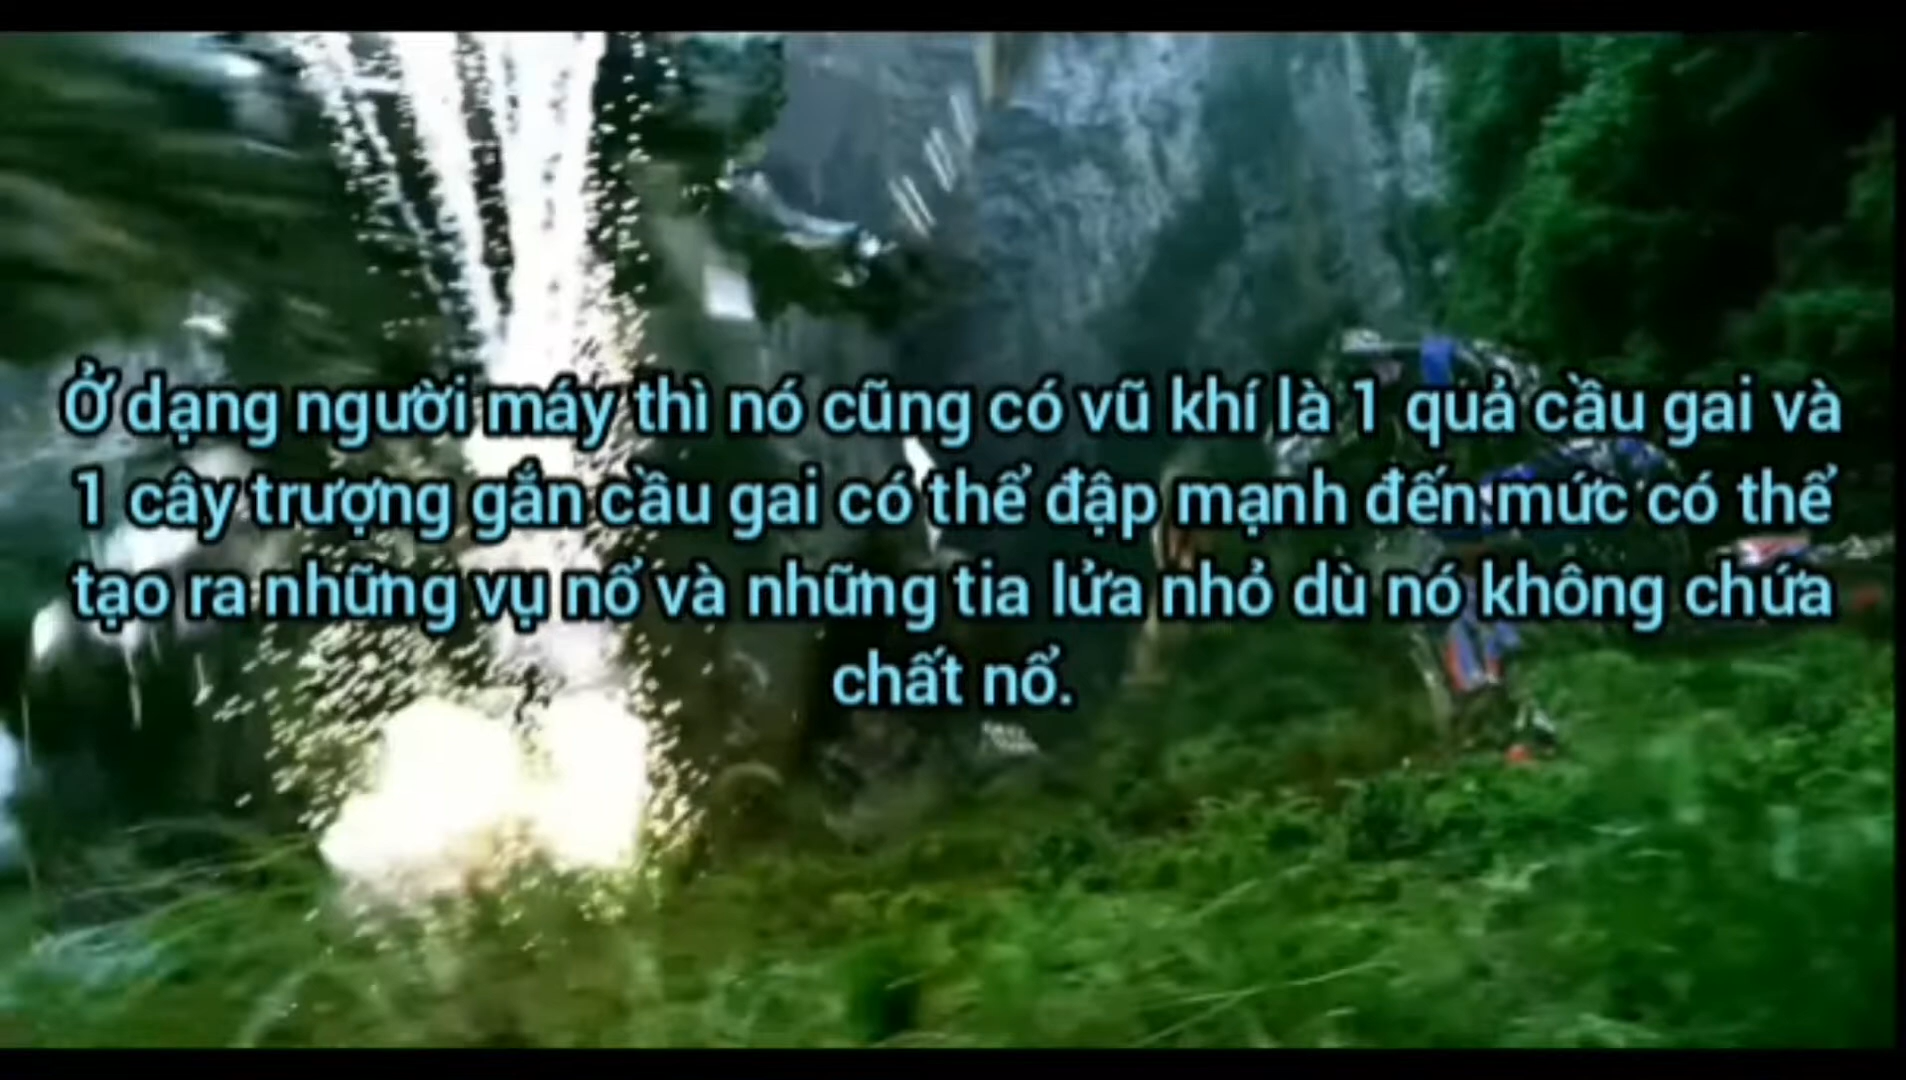 Ở dạng người máy thì nó cũng có vũ khí là 1 quả cầu gai và
1 cây trượng gắn cầu gai có thể đập mạnh đến mức có thể
tạo ra những vụ nổ và những tia lửa nhỏ dù nó không chứa
chất nổ.